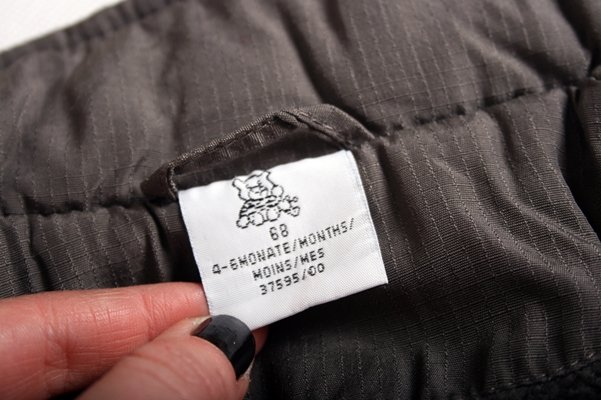 68
4-6MONATE/MONTHS/
MOINS/MES
37595/00